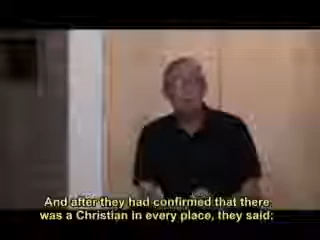 And after they had confirmed that there
was a Christian in every place, they said: